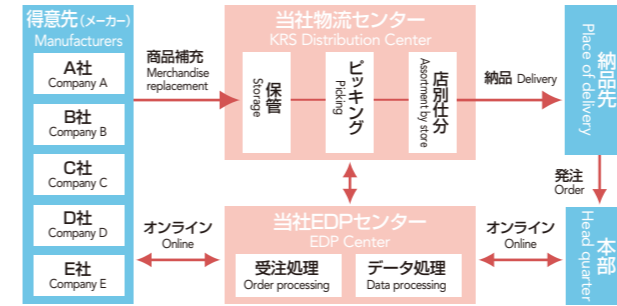 得意先(メーカー)
Manufacturers
A社
Company A
B社
Company B
C社
Company C
D社
Company D
E社
Company E
商品補充
Merchandise
replacement
オンライン
Online
当社物流センター
KRS Distribution Center
保管
Storage
ピッキング
Picking
店別仕分
Assortment by store
当社EDPセンター
EDP Center
受注処理
Order processing
データ処理
Data processing
納品 Delivery
オンライン
Online
納品先
Place of delivery
発注
Order
本部
Head quarter